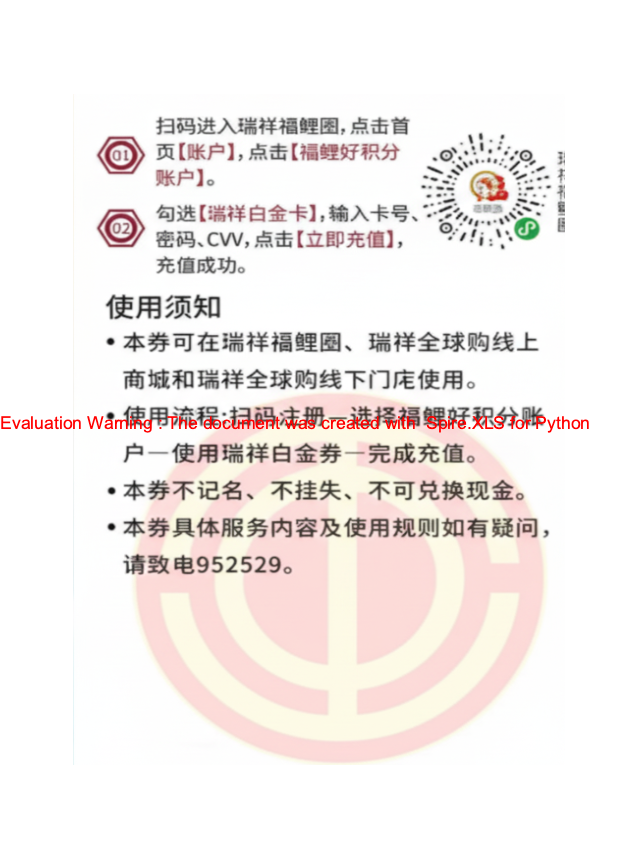 01
扫码进入瑞祥福鲤圈,点击首
页【账户】,点击【福鲤好积分
账户】。
02
勾选【瑞祥白金卡】,输入卡号、
密码、CVV,点击【立即充值】,
充值成功。
使用须知
• 本券可在瑞祥福鲤圈、瑞祥全球购线上
商城和瑞祥全球购线下门店使用。
• 使用流程:扫码注册—选择福鲤好积分账
Evaluation Warning : The document was created with Spire.XLS for Python
户—使用瑞祥白金券—完成充值。
• 本券不记名、不挂失、不可兑换现金。
• 本券具体服务内容及使用规则如有疑问,
请致电952529。